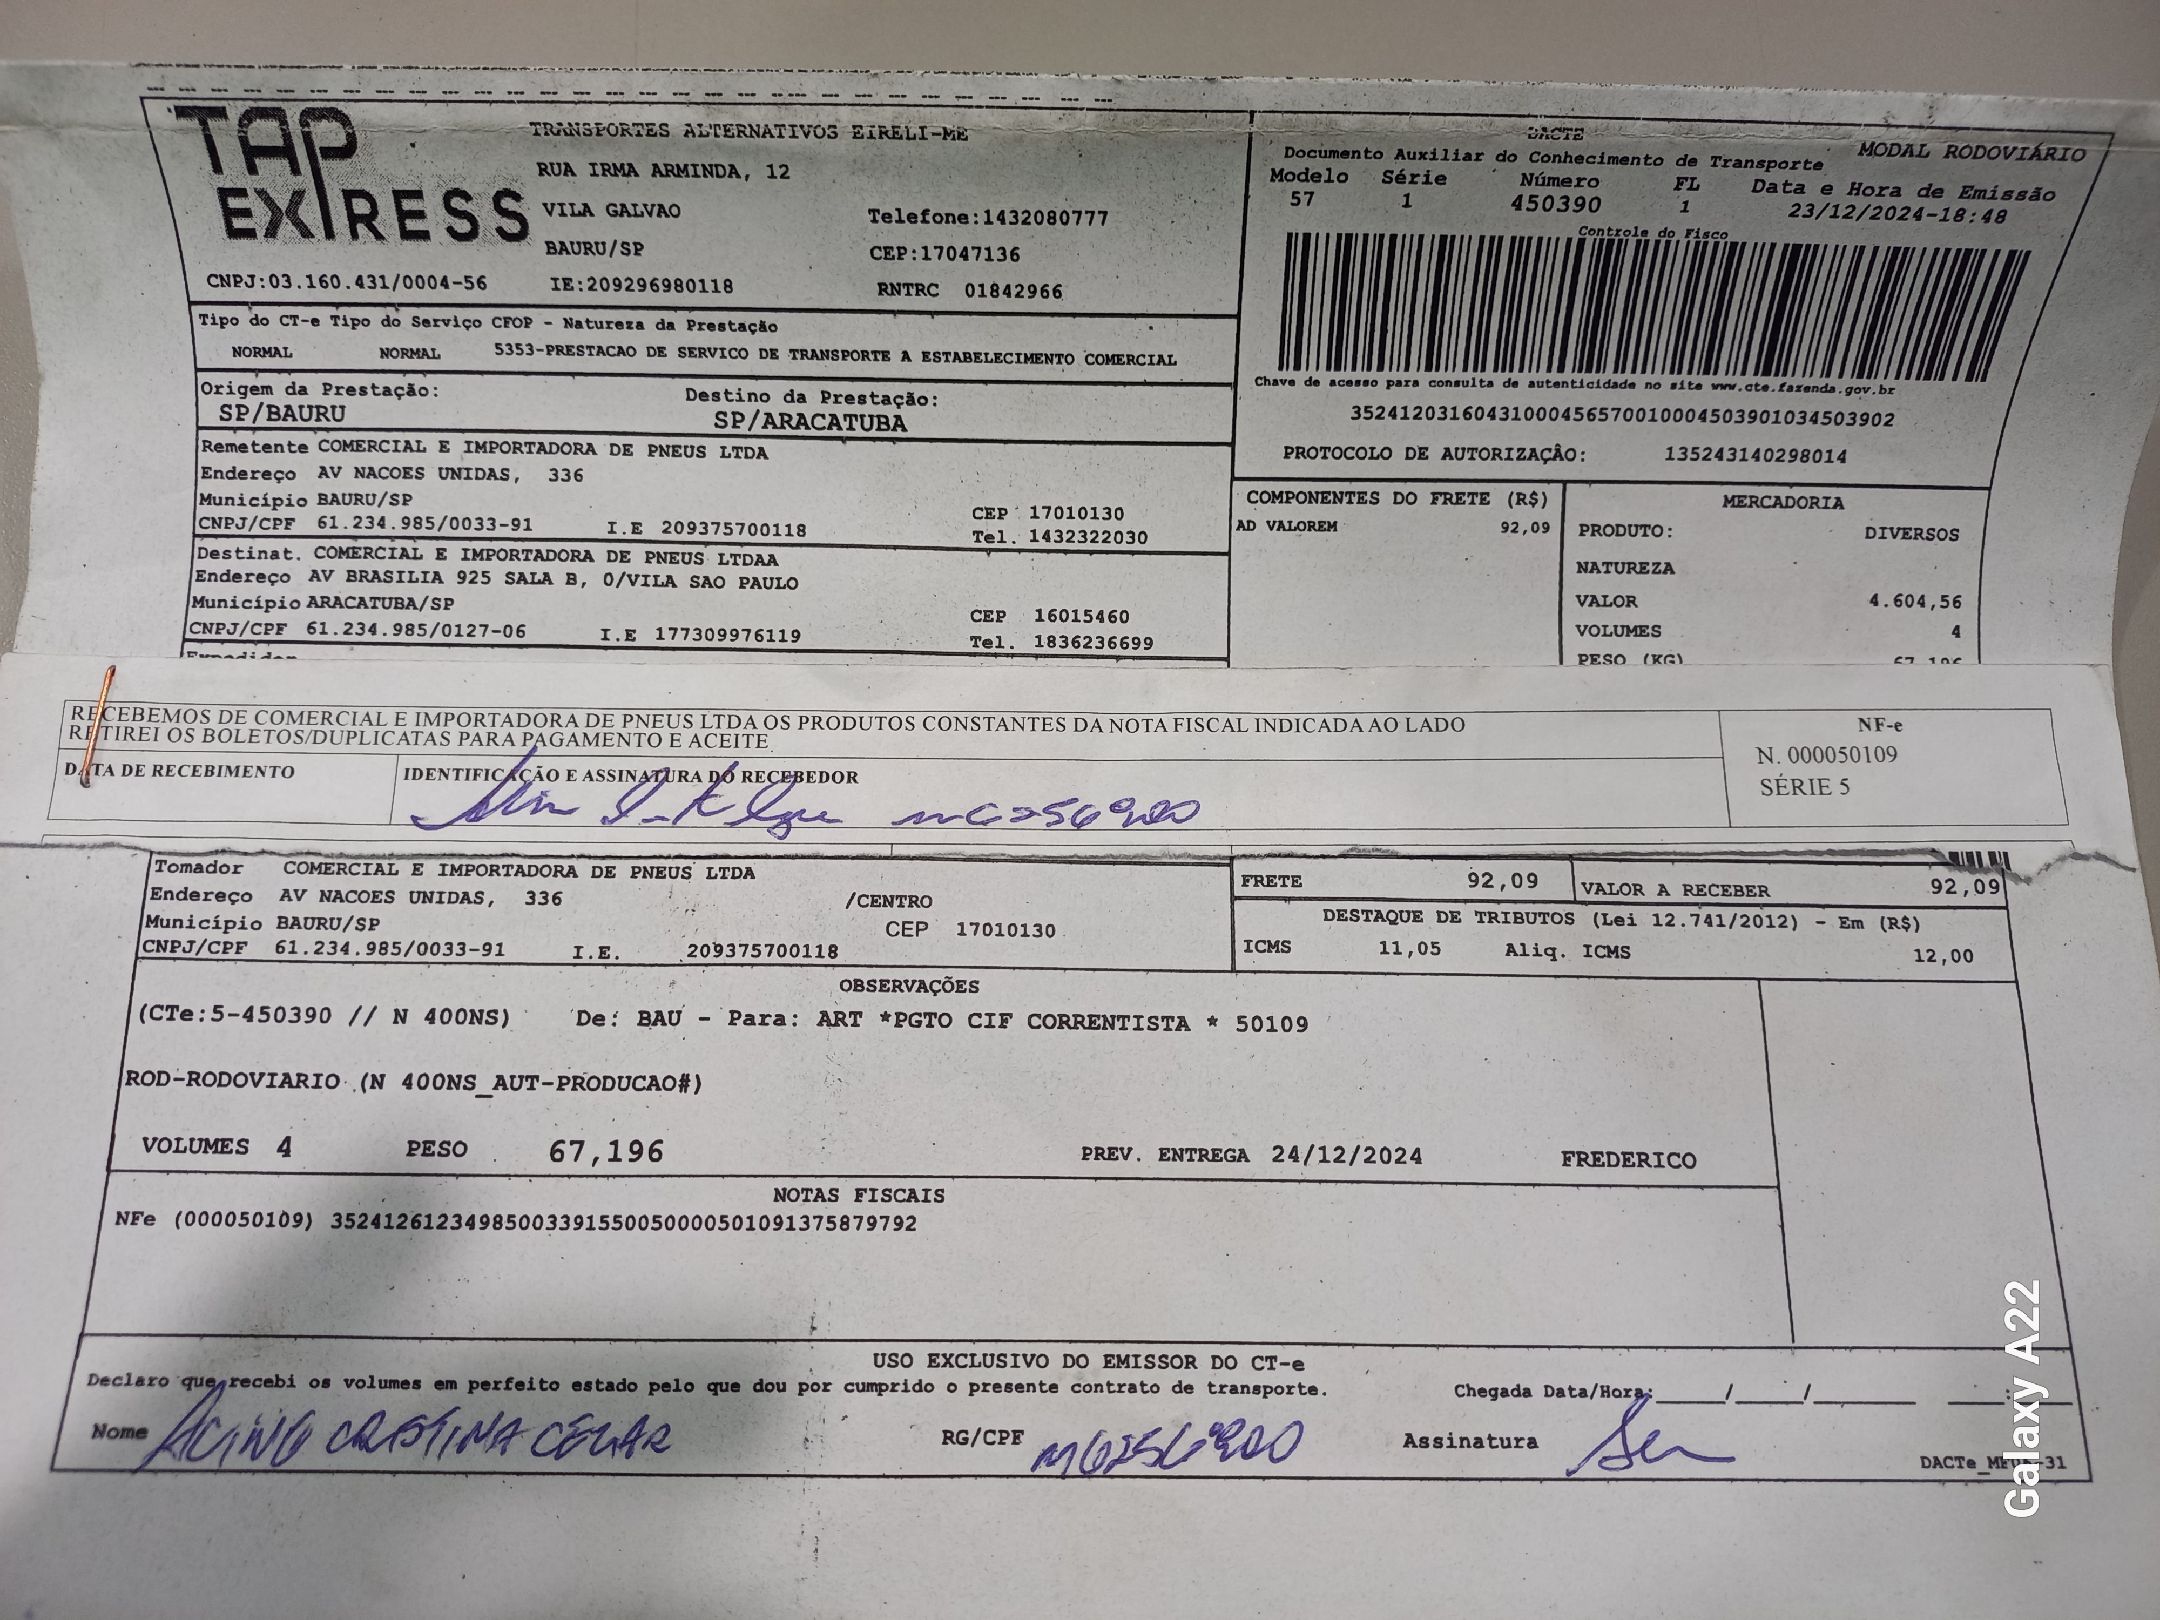 TAP EXPRESS
TRANSPORTES ALTERNATIVOS EIRELI-ME
RUA IRMA ARMINDA, 12
VILA GALVAO Telefone:1432080777
BAURU/SP CEP:17047136
CNPJ:03.160.431/0004-56 IE:209296980118 RNTRC 01842966
DACTE MODAL RODOVIÁRIO
Documento Auxiliar do Conhecimento de Transporte
Modelo Série Número FL Data e Hora de Emissão
57 1 450390 1 23/12/2024-18:48
Controle do Fisco
Chave de acesso para consulta de autenticidade no site www.cte.fazenda.gov.br
35241203160431000456570010004503901034503902
PROTOCOLO DE AUTORIZAÇÂO: 135243140298014
Tipo do CT-e Tipo do Serviço CFOP - Natureza da Prestação
NORMAL NORMAL 5353-PRESTACAO DE SERVICO DE TRANSPORTE A ESTABELECIMENTO COMERCIAL
Origem da Prestação: Destino da Prestação:
SP/BAURU SP/ARACATUBA
Remetente COMERCIAL E IMPORTADORA DE PNEUS LTDA
Endereço AV NACOES UNIDAS, 336
Município BAURU/SP CEP 17010130
CNPJ/CPF 61.234.985/0033-91 I.E 209375700118 Tel. 1432322030
Destinat. COMERCIAL E IMPORTADORA DE PNEUS LTDAA
Endereço AV BRASILIA 925 SALA B, 0/VILA SAO PAULO
Município ARACATUBA/SP CEP 16015460
CNPJ/CPF 61.234.985/0127-06 I.E 177309976119 Tel. 1836236699
Expedidor
COMPONENTES DO FRETE (R$)
AD VALOREM 92,09
MERCADORIA
PRODUTO: DIVERSOS
NATUREZA
VALOR 4.604,56
VOLUMES 4
PESO (KG) 67,196
RECEBEMOS DE COMERCIAL E IMPORTADORA DE PNEUS LTDA OS PRODUTOS CONSTANTES DA NOTA FISCAL INDICADA AO LADO
RETIREI OS BOLETOS/DUPLICATAS PARA PAGAMENTO E ACEITE
DATA DE RECEBIMENTO IDENTIFICAÇÃO E ASSINATURA DO RECEBEDOR
NF-e
N. 000050109
SÉRIE 5
Tomador COMERCIAL E IMPORTADORA DE PNEUS LTDA
Endereço AV NACOES UNIDAS, 336 /CENTRO
Município BAURU/SP CEP 17010130
CNPJ/CPF 61.234.985/0033-91 I.E. 209375700118
FRETE 92,09 VALOR A RECEBER 92,09
DESTAQUE DE TRIBUTOS (Lei 12.741/2012) - Em (R$)
ICMS 11,05 Aliq. ICMS 12,00
OBSERVAÇÕES
(CTe:5-450390 // N 400NS) De: BAU - Para: ART *PGTO CIF CORRENTISTA * 50109
ROD-RODOVIARIO (N 400NS_AUT-PRODUCAO#)
VOLUMES 4 PESO 67,196 PREV. ENTREGA 24/12/2024 FREDERICO
NOTAS FISCAIS
NFe (000050109) 35241261234985003391550050000501091375879792
USO EXCLUSIVO DO EMISSOR DO CT-e
Declaro que recebi os volumes em perfeito estado pelo que dou por cumprido o presente contrato de transporte. Chegada Data/Hora: ____/____/____ __:__
Nome CRISTINA CEZAR RG/CPF Assinatura
Galaxy A22